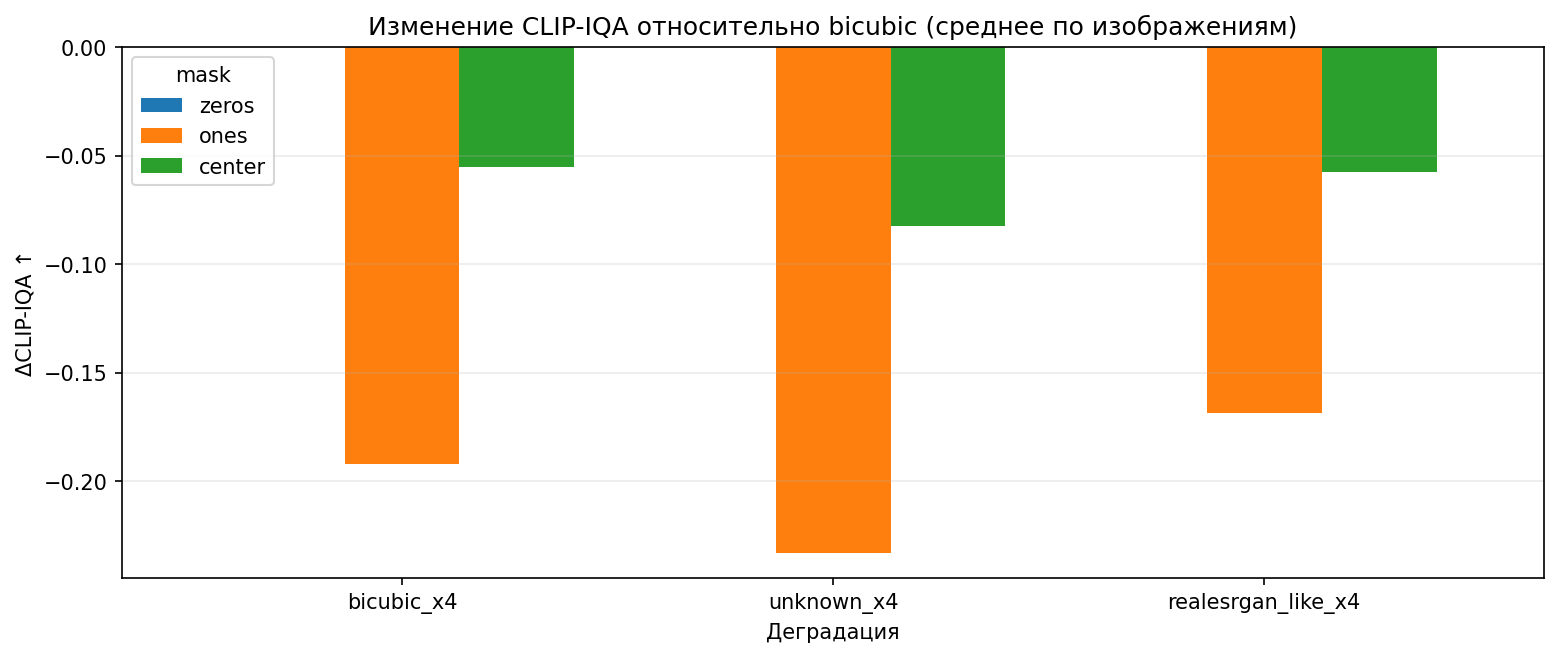 Изменение CLIP-IQA относительно bicubic (среднее по изображениям)
0.00
−0.05
−0.10
−0.15
−0.20
ΔCLIP-IQA ↑
mask
zeros
ones
center
bicubic_x4
unknown_x4
realesrgan_like_x4
Деградация